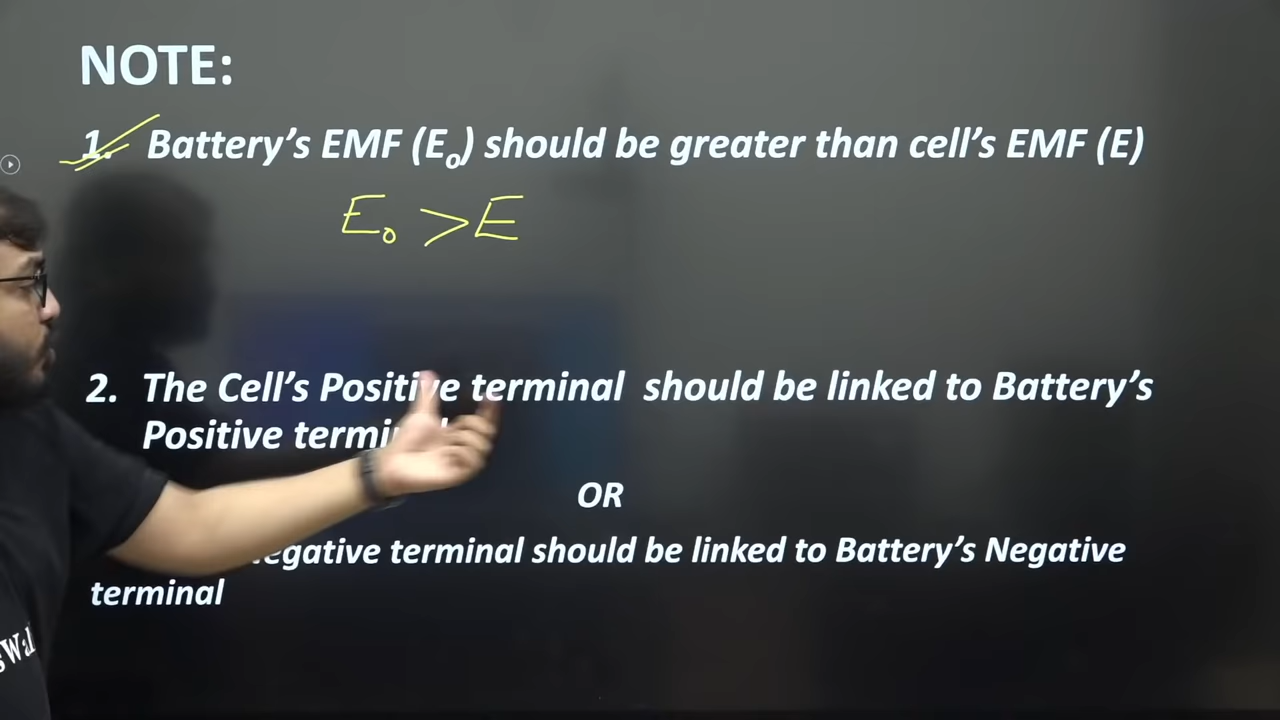 NOTE:
1. Battery's EMF (E₀) should be greater than cell's EMF (E)
E₀ > E
2. The Cell's Positive terminal should be linked to Battery's
Positive
OR
terminal should be linked to Battery's Negative
terminal